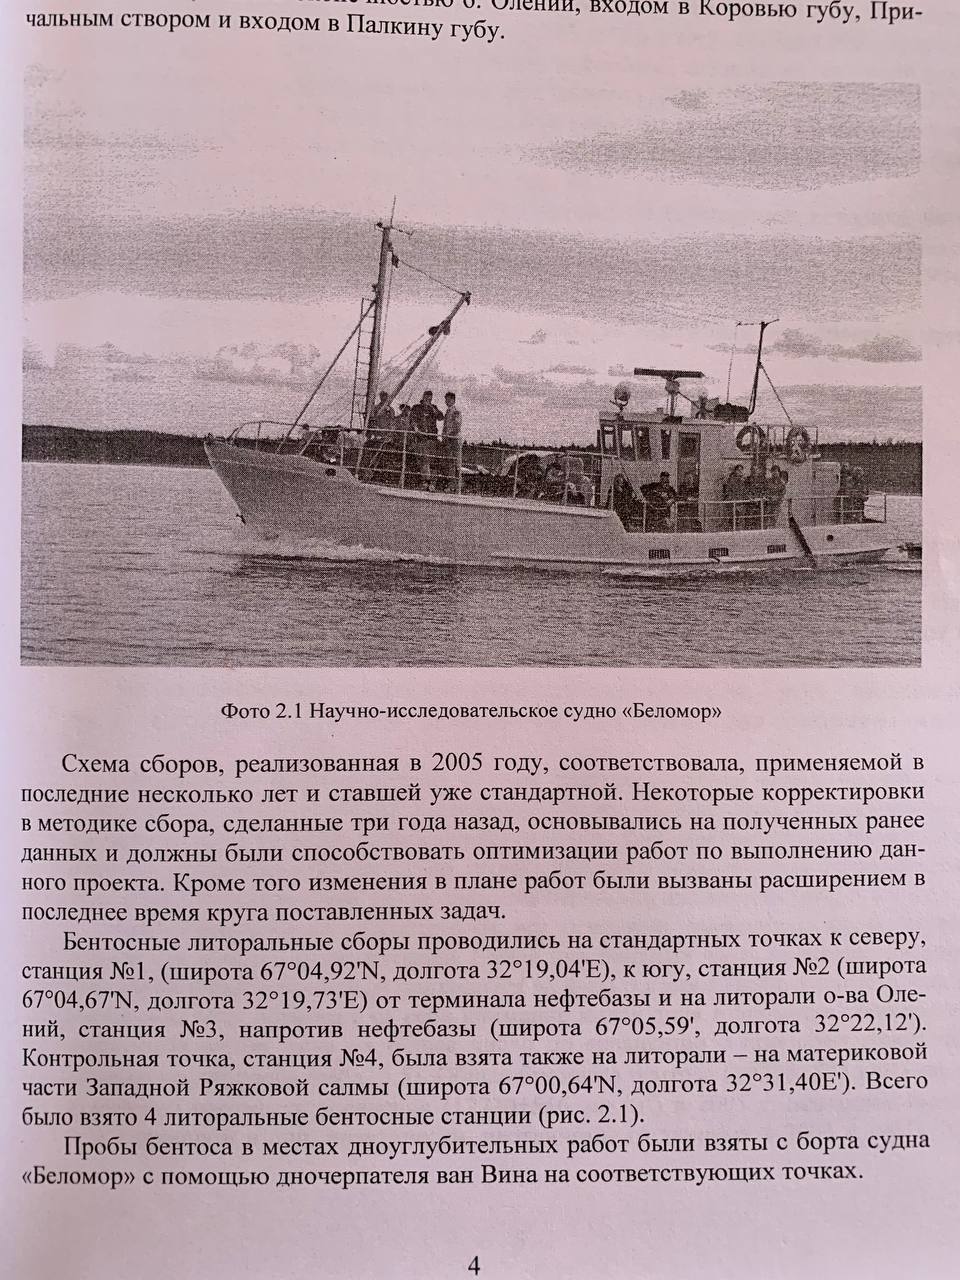 о. Олений, входом в Коровью губу, При-
чальным створом и входом в Палкину губу.
Фото 2.1 Научно-исследовательское судно «Беломор»
Схема сборов, реализованная в 2005 году, соответствовала, применяемой в
последние несколько лет и ставшей уже стандартной. Некоторые корректировки
в методике сбора, сделанные три года назад, основывались на полученных ранее
данных и должны были способствовать оптимизации работ по выполнению дан-
ного проекта. Кроме того изменения в плане работ были вызваны расширением в
последнее время круга поставленных задач.
Бентосные литоральные сборы проводились на стандартных точках к северу,
станция №1, (широта 67°04,92'N, долгота 32°19,04'E), к югу, станция №2 (широта
67°04,67'N, долгота 32°19,73'E) от терминала нефтебазы и на литорали о-ва Оле-
ний, станция №3, напротив нефтебазы (широта 67°05,59', долгота 32°22,12').
Контрольная точка, станция №4, была взята также на литорали – на материковой
части Западной Ряжковой салмы (широта 67°00,64'N, долгота 32°31,40E'). Всего
было взято 4 литоральные бентосные станции (рис. 2.1).
Пробы бентоса в местах дноуглубительных работ были взяты с борта судна
«Беломор» с помощью дночерпателя ван Вина на соответствующих точках.
4